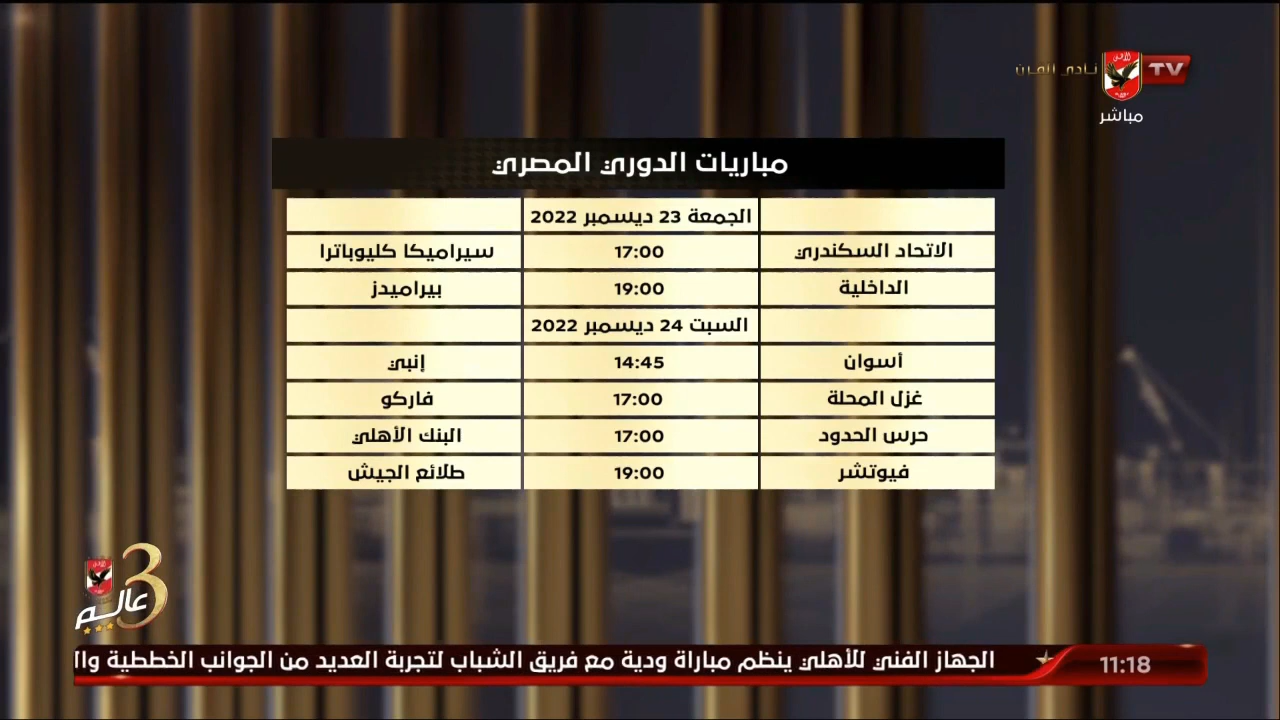 نادي القرن TV
مباشر
مباريات الدوري المصري
الجمعة 23 ديسمبر 2022
الاتحاد السكندري 17:00 سيراميكا كليوباترا
الداخلية 19:00 بيراميدز
السبت 24 ديسمبر 2022
أسوان 14:45 إنبي
غزل المحلة 17:00 فاركو
حرس الحدود 17:00 البنك الأهلي
فيوتشر 19:00 طلائع الجيش
3
عالم
11:18 الجهاز الفني للأهلي ينظم مباراة ودية مع فريق الشباب لتجربة العديد من الجوانب الخططية وال